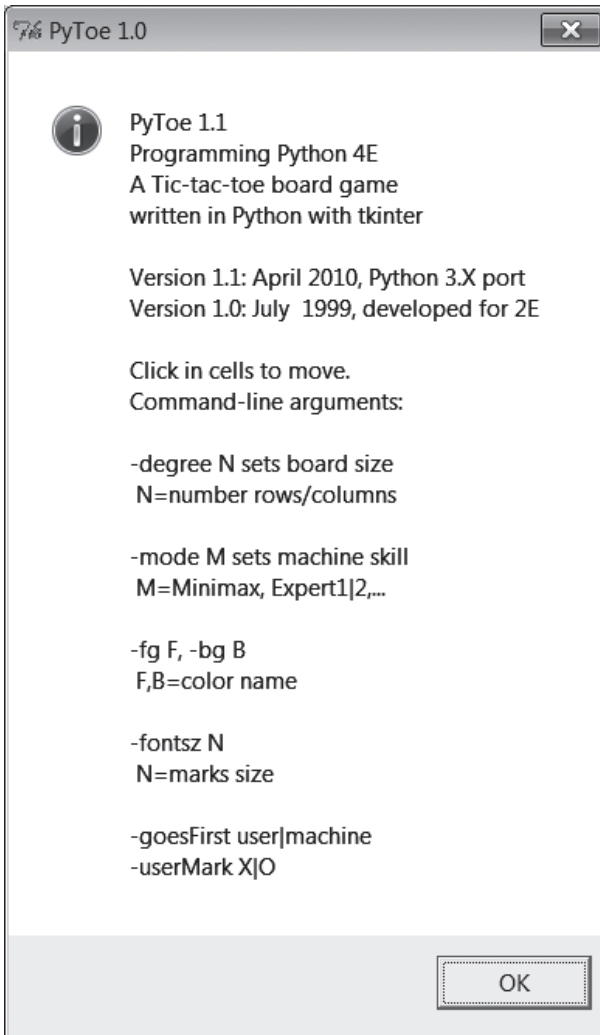 PyToe 1.0
PyToe 1.1
Programming Python 4E
A Tic-tac-toe board game
written in Python with tkinter
Version 1.1: April 2010, Python 3.X port
Version 1.0: July  1999, developed for 2E
Click in cells to move.
Command-line arguments:
-degree N sets board size
N=number rows/columns
-mode M sets machine skill
M=Minimax, Expert1|2,...
-fg F, -bg B
F,B=color name
-fontsz N
N=marks size
-goesFirst user|machine
-userMark X|O
OK